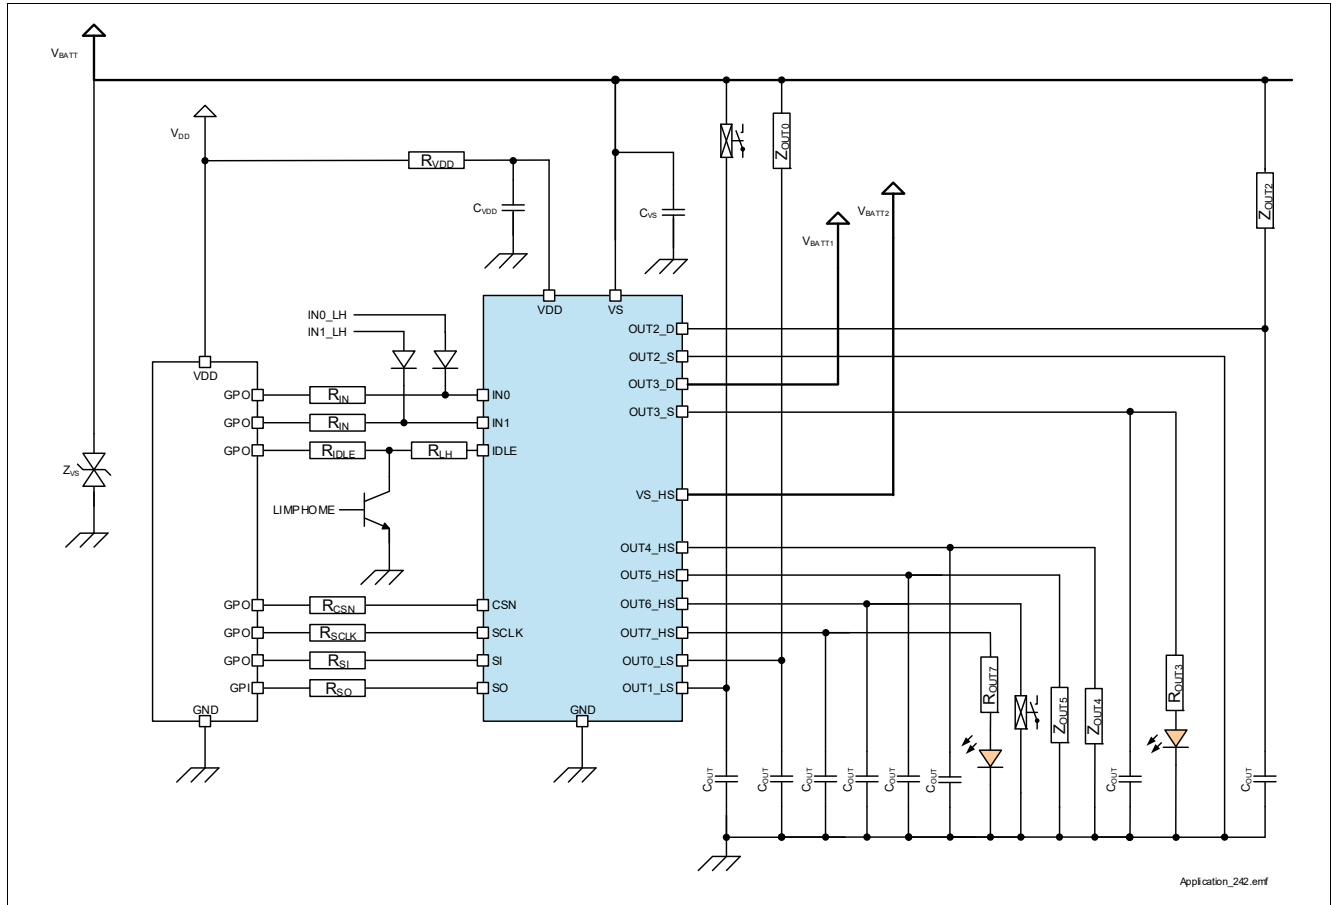 VBATT
VDD
RVDD
CVDD
CVS
ZOUT0
VBATT1
VBATT2
ZOUT2
IN0_LH
IN1_LH
VDD
VS
VDD
OUT2_D
OUT2_S
OUT3_D
OUT3_S
GPO
RIN
IN0
GPO
RIN
IN1
GPO
RIDLE
RLH
IDLE
ZVS
VS_HS
LIMPHOME
OUT4_HS
OUT5_HS
OUT6_HS
OUT7_HS
OUT0_LS
OUT1_LS
GPO
RCSN
CSN
GPO
RSCLK
SCLK
GPO
RSI
SI
GPI
RSO
SO
GND
GND
ROUT7
ZOUT5
ZOUT4
ROUT3
COUT
COUT
COUT
COUT
COUT
COUT
COUT
COUT
Application_242.emf